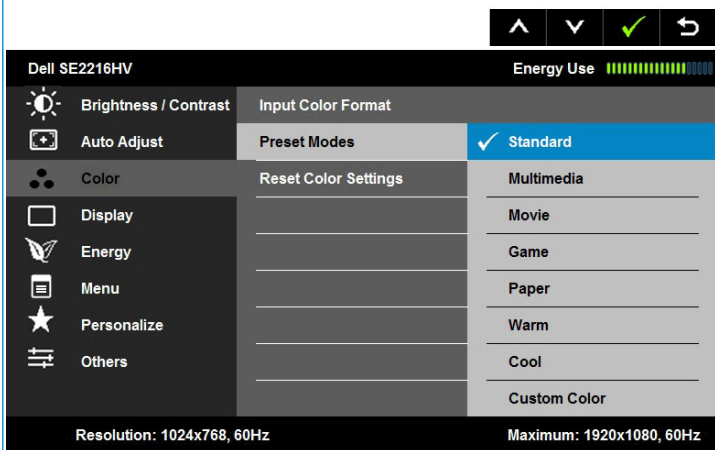 Dell SE2216HV Energy Use
Brightness / Contrast Input Color Format
Auto Adjust Preset Modes Standard
Color Reset Color Settings Multimedia
Display Movie
Energy Game
Menu Paper
Personalize Warm
Others Cool
Custom Color
Resolution: 1024x768, 60Hz Maximum: 1920x1080, 60Hz